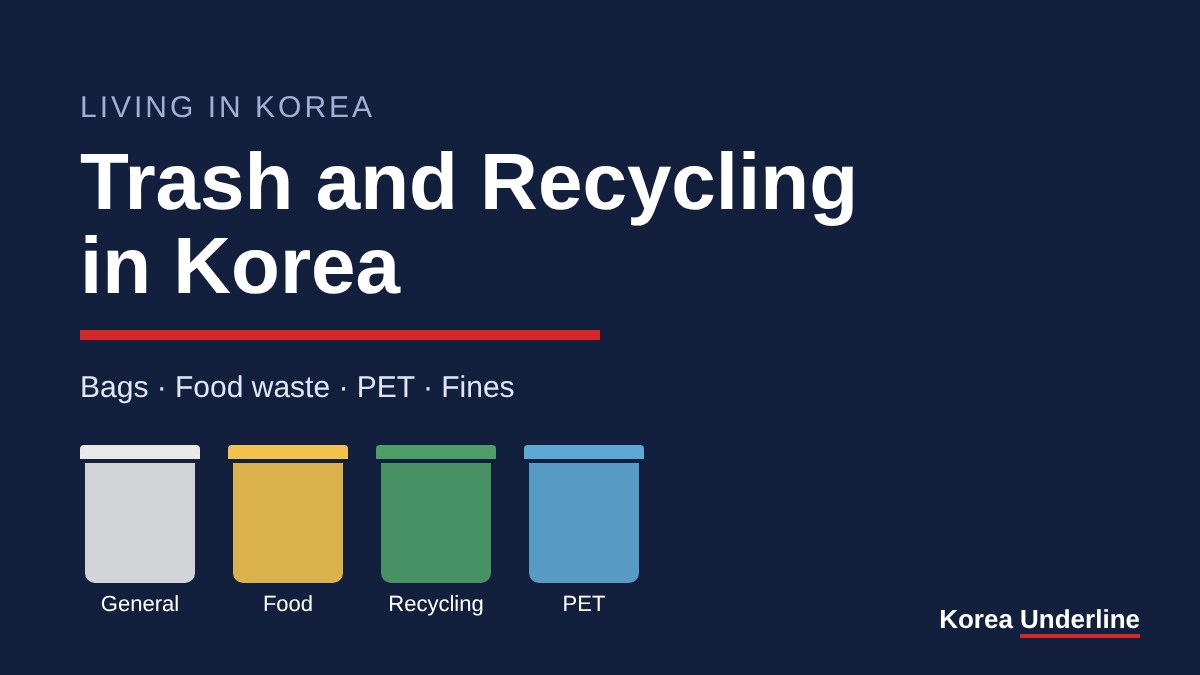 LIVING IN KOREA
Trash and Recycling
in Korea
Bags · Food waste · PET · Fines
General
Food
Recycling
PET
Korea Underline